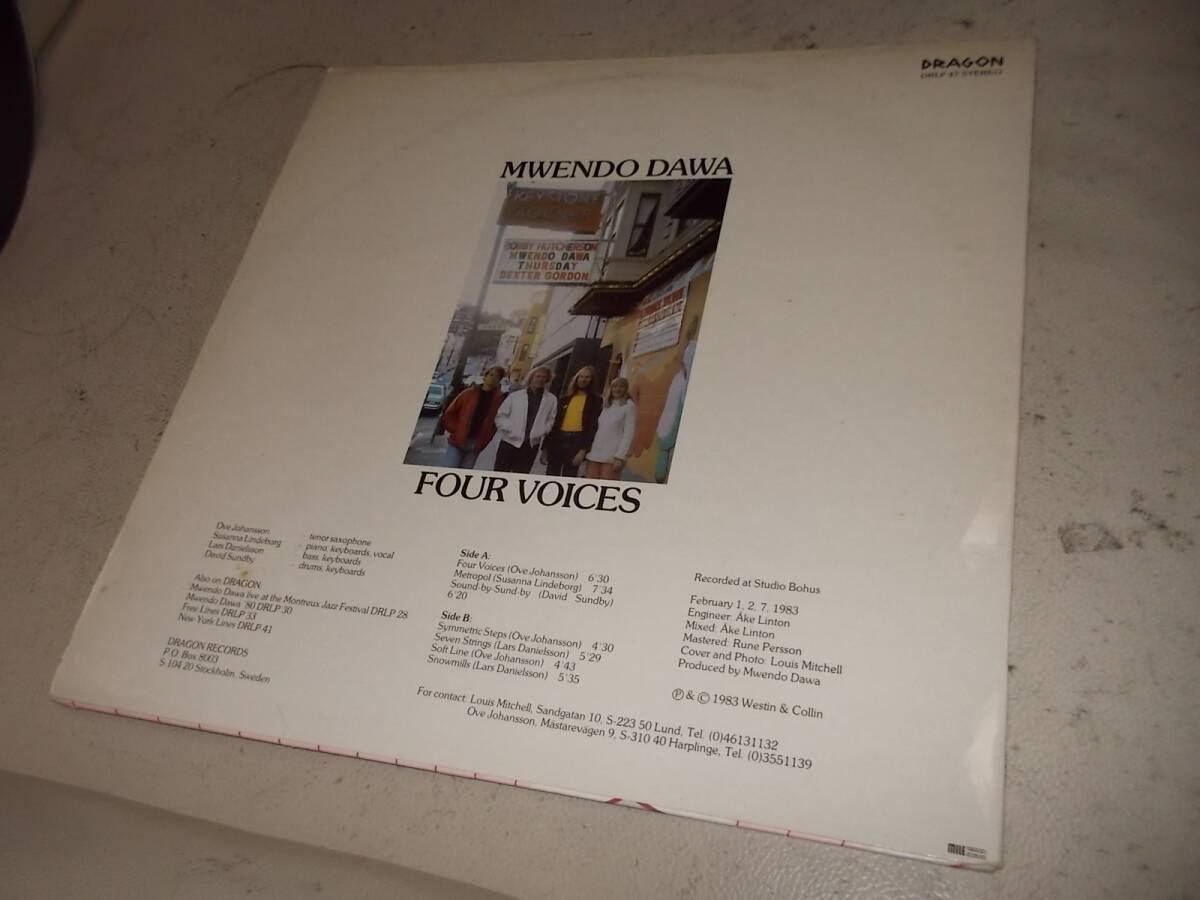 DRAGON
DRLP 47 STEREO
MWENDO DAWA
KEYSTONE
KORNER
BOBBY HUTCHERSON
MWENDO DAWA
THURSDAY
DEXTER GORDON
FOUR VOICES
Ove Johansson · tenor saxophone
Susanna Lindeborg · piano, keyboards, vocal
Lars Danielsson · bass, keyboards
David Sundby · drums, keyboards
Also on DRAGON:
Mwendo Dawa live at the Montreux Jazz Festival DRLP 28
Mwendo Dawa '80 DRLP 30
Free Lines DRLP 33
New York Lines DRLP 41
DRAGON RECORDS
P.O. Box 8003
S-104 20 Stockholm, Sweden
Side A:
Four Voices (Ove Johansson) 6'30
Metropol (Susanna Lindeborg) 7'34
Sound-by-Sund-by (David Sundby)
6'20
Side B:
Symmetric Steps (Ove Johansson) 4'30
Seven Strings (Lars Danielsson) 5'29
Soft Line (Ove Johansson) 4'43
Snowmills (Lars Danielsson) 5'35
Recorded at Studio Bohus
February 1, 2, 7, 1983
Engineer: Åke Linton
Mixed: Åke Linton
Mastered: Rune Persson
Cover and Photo: Louis Mitchell
Produced by Mwendo Dawa
Ⓟ & © 1983 Westin & Collin
For contact: Louis Mitchell, Sandgatan 10, S-223 50 Lund, Tel. (0)46131132
Ove Johansson, Mästarevägen 9, S-310 40 Harplinge, Tel. (0)3551139